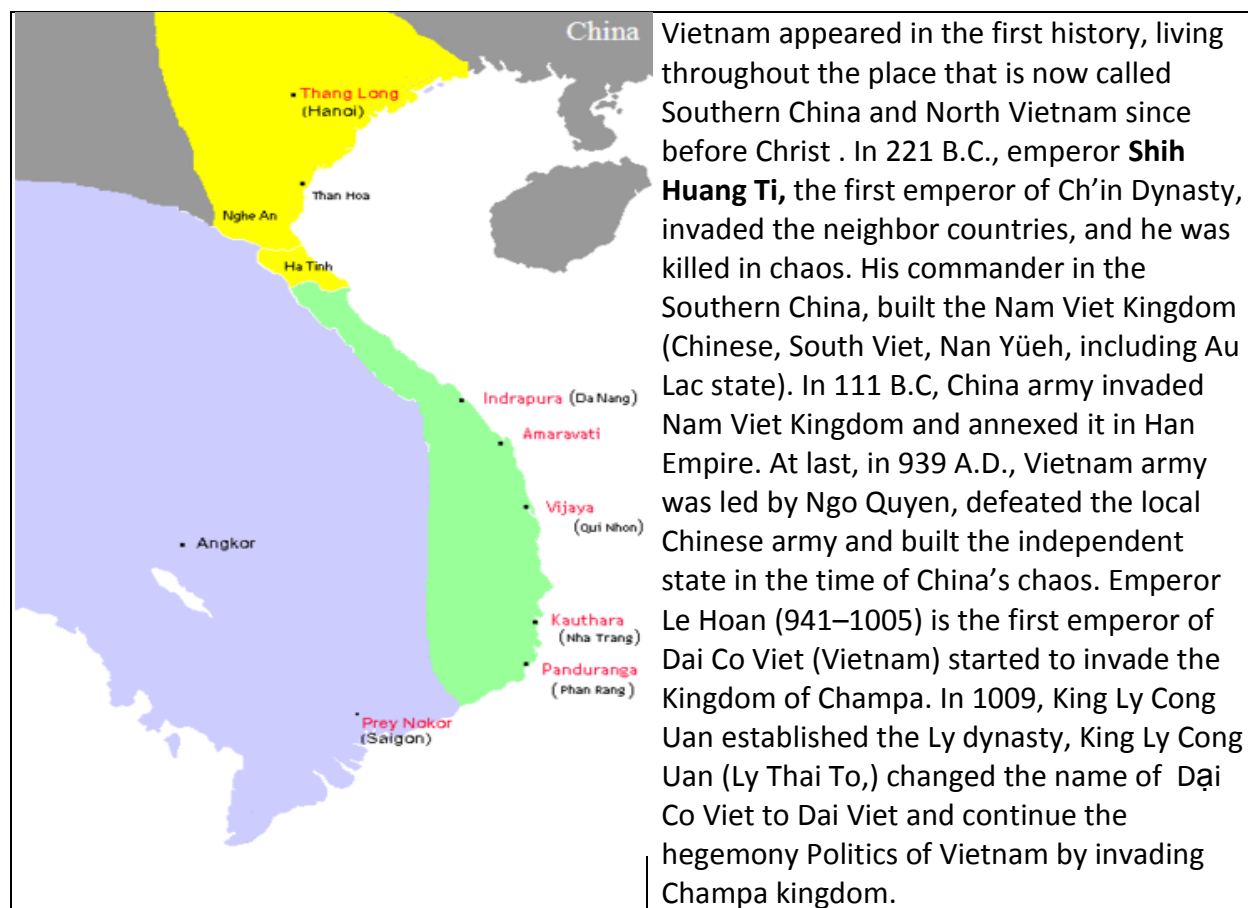 China
Thang Long
(Hanoi)
Than Hoa
Nghe An
Ha Tinh
Indrapura (Da Nang)
Amaravati
Vijaya
(Qui Nhon)
Angkor
Kauthara
(Nha Trang)
Panduranga
(Phan Rang)
Prey Nokor
(Saigon)
Vietnam appeared in the first history, living
throughout the place that is now called
Southern China and North Vietnam since
before Christ . In 221 B.C., emperor Shih
Huang Ti, the first emperor of Ch’in Dynasty,
invaded the neighbor countries, and he was
killed in chaos. His commander in the
Southern China, built the Nam Viet Kingdom
(Chinese, South Viet, Nan Yüeh, including Au
Lac state). In 111 B.C, China army invaded
Nam Viet Kingdom and annexed it in Han
Empire. At last, in 939 A.D., Vietnam army
was led by Ngo Quyen, defeated the local
Chinese army and built the independent
state in the time of China’s chaos. Emperor
Le Hoan (941–1005) is the first emperor of
Dai Co Viet (Vietnam) started to invade the
Kingdom of Champa. In 1009, King Ly Cong
Uan established the Ly dynasty, King Ly Cong
Uan (Ly Thai To,) changed the name of Dại
Co Viet to Dai Viet and continue the
hegemony Politics of Vietnam by invading
Champa kingdom.